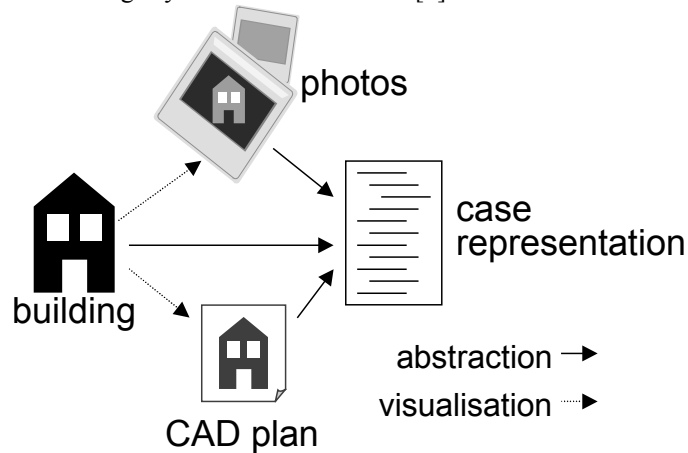 photos
case
representation
building
abstraction
visualisation
CAD plan